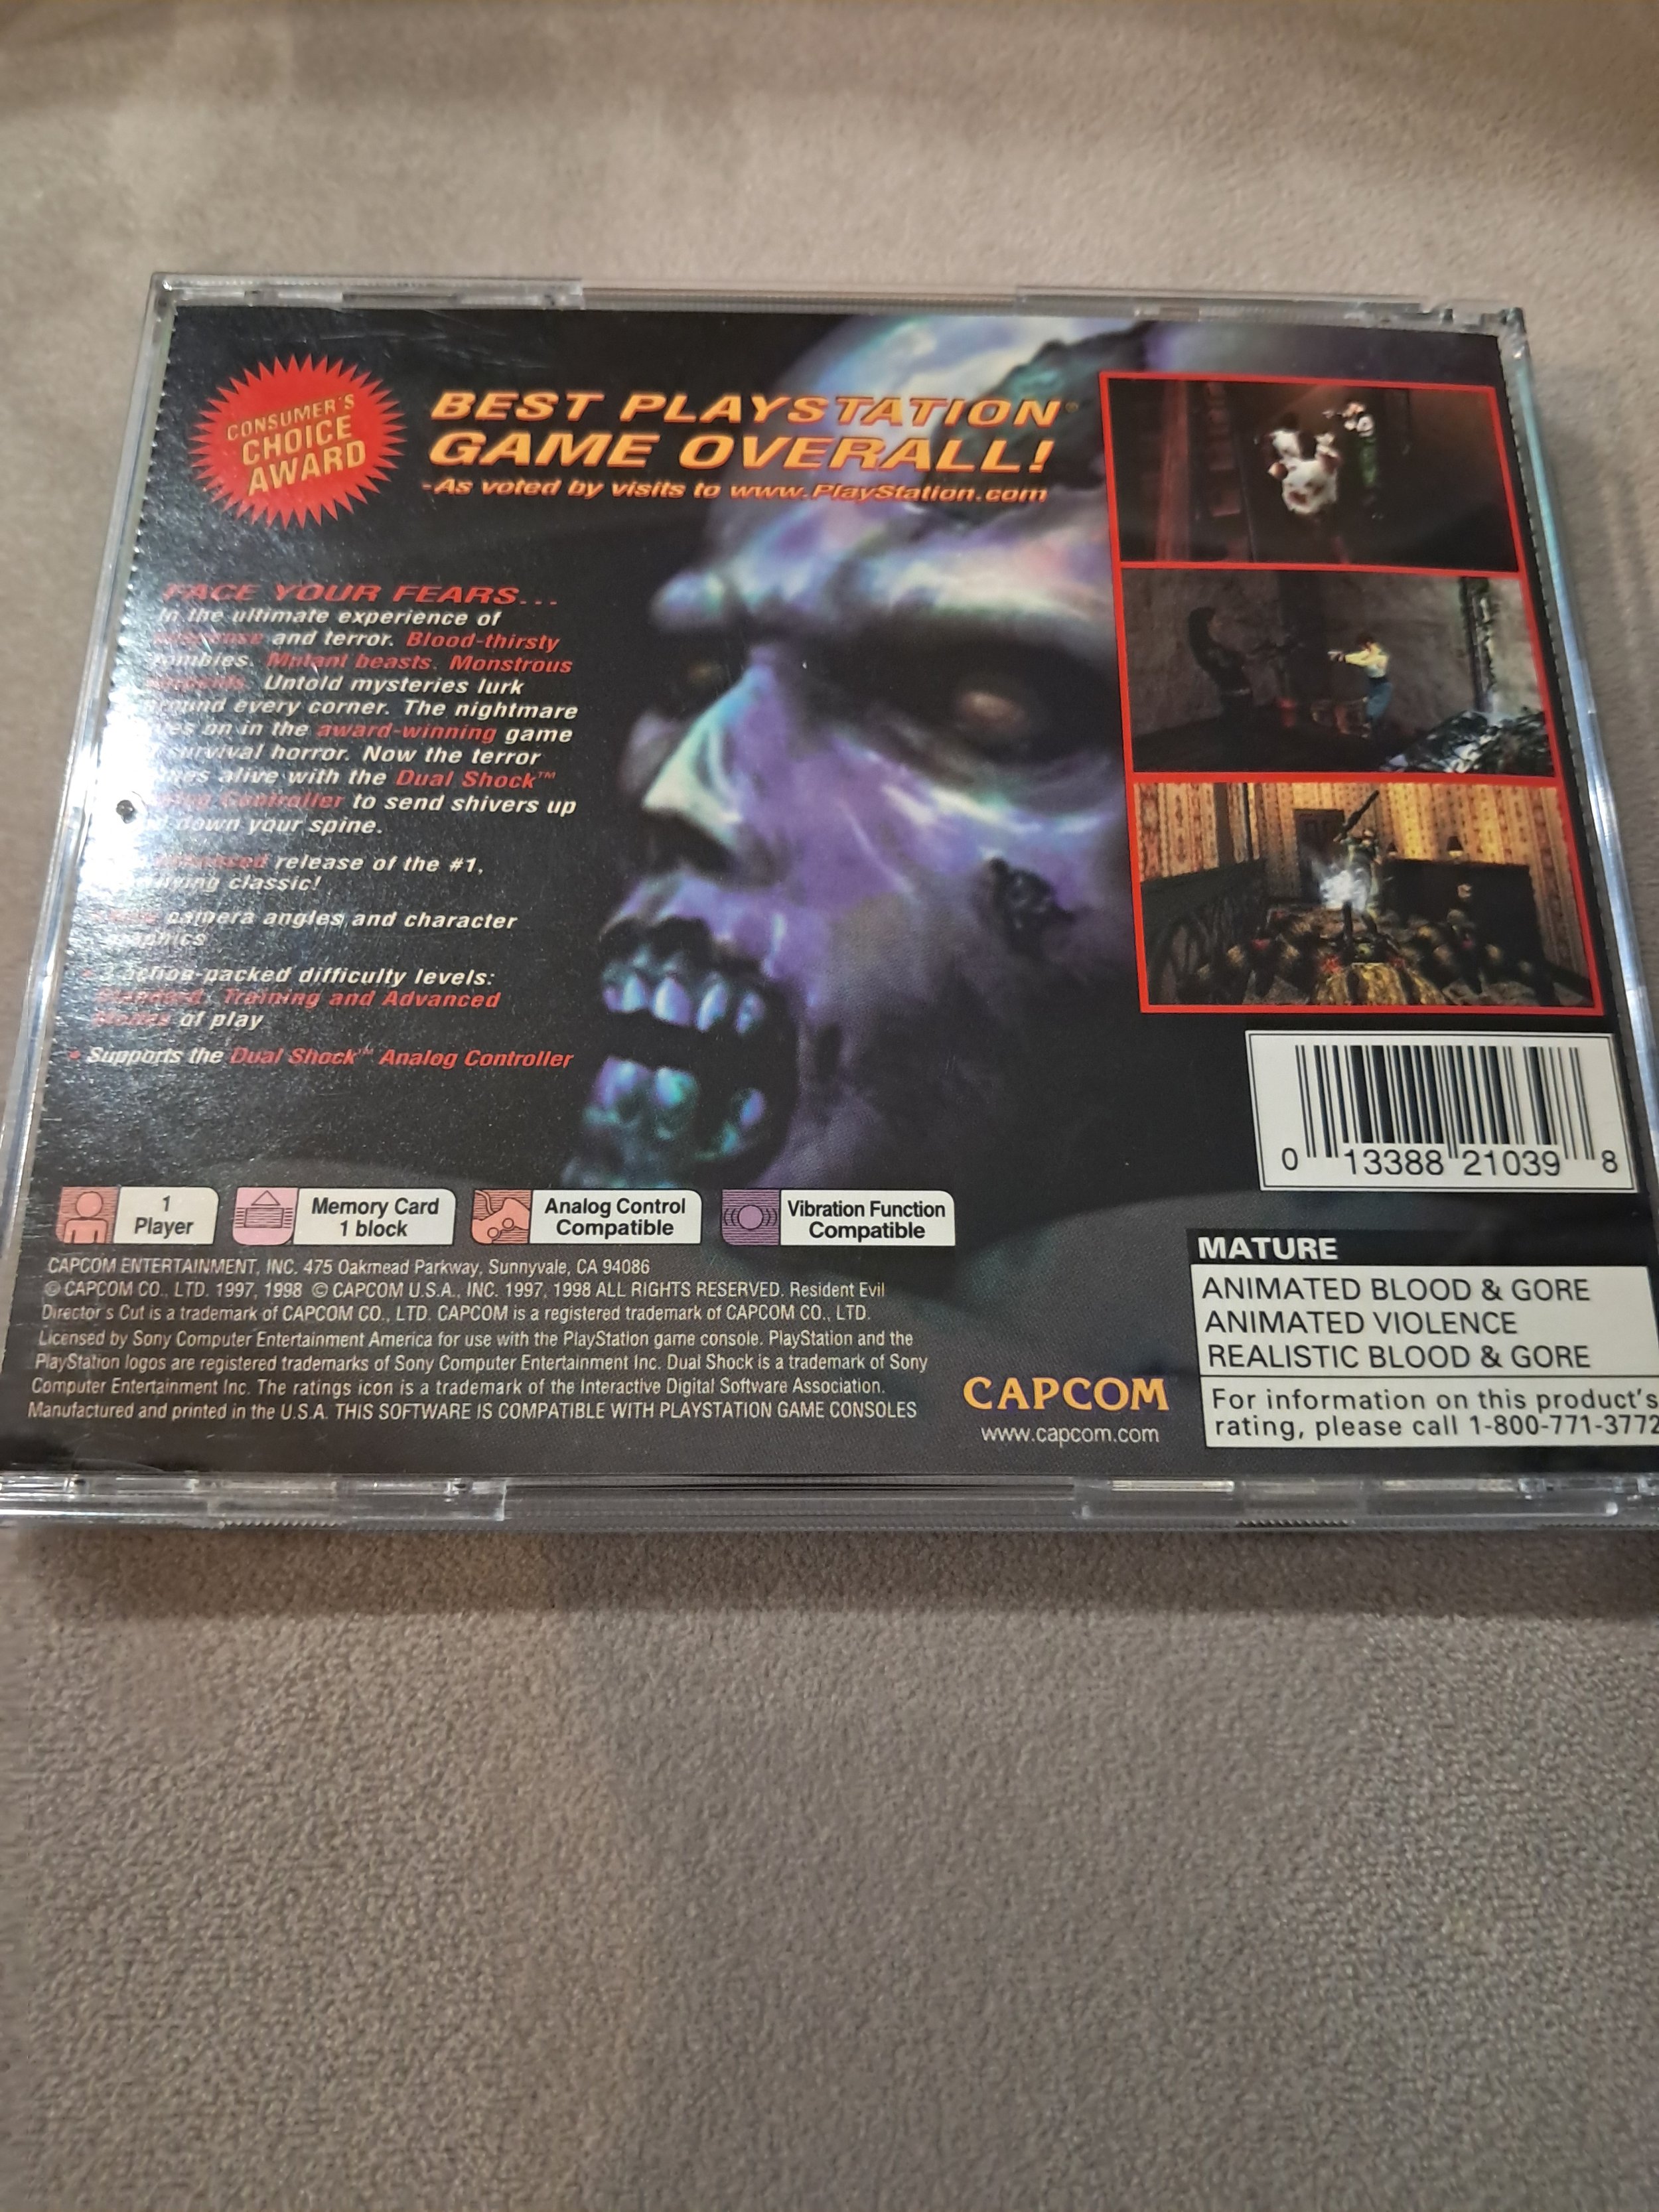 CONSUMER'S
CHOICE
AWARD
BEST PLAYSTATION®
GAME OVERALL!
-As voted by visits to www.PlayStation.com
FACE YOUR FEARS...
In the ultimate experience of
and terror. Blood-thirsty
zombies. Mutant beasts. Monstrous
Untold mysteries lurk
around every corner. The nightmare
on in the award-winning game
survival horror. Now the terror
alive with the Dual Shock™
Controller to send shivers up
down your spine.
release of the #1,
classic!
camera angles and character
graphics
• 3 action-packed difficulty levels:
Standard, Training and Advanced
Modes of play
• Supports the Dual Shock™ Analog Controller
0 13388 21039 8
1
Player
Memory Card
1 block
Analog Control
Compatible
Vibration Function
Compatible
CAPCOM ENTERTAINMENT, INC. 475 Oakmead Parkway, Sunnyvale, CA 94086
© CAPCOM CO., LTD. 1997, 1998 © CAPCOM U.S.A., INC. 1997, 1998 ALL RIGHTS RESERVED. Resident Evil
Director's Cut is a trademark of CAPCOM CO., LTD. CAPCOM is a registered trademark of CAPCOM CO., LTD.
Licensed by Sony Computer Entertainment America for use with the PlayStation game console. PlayStation and the
PlayStation logos are registered trademarks of Sony Computer Entertainment Inc. Dual Shock is a trademark of Sony
Computer Entertainment Inc. The ratings icon is a trademark of the Interactive Digital Software Association.
Manufactured and printed in the U.S.A. THIS SOFTWARE IS COMPATIBLE WITH PLAYSTATION GAME CONSOLES
CAPCOM
www.capcom.com
MATURE
ANIMATED BLOOD & GORE
ANIMATED VIOLENCE
REALISTIC BLOOD & GORE
For information on this product's
rating, please call 1-800-771-3772